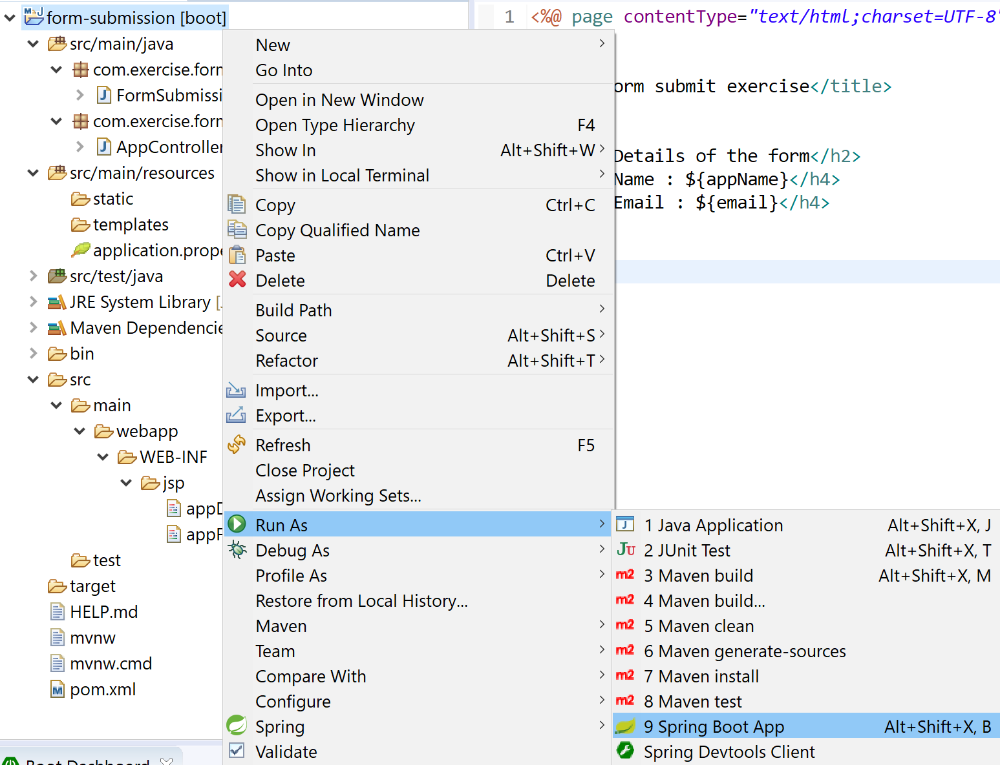 form-submission [boot]
src/main/java
com.exercise.form
FormSubmissi
com.exercise.form
AppController
src/main/resources
static
templates
application.prope
src/test/java
JRE System Library [
Maven Dependencie
bin
src
main
webapp
WEB-INF
jsp
appD
appF
test
target
HELP.md
mvnw
mvnw.cmd
pom.xml
Boot Dashboard
New
Go Into
Open in New Window
Open Type Hierarchy F4
Show In Alt+Shift+W
Show in Local Terminal
Copy Ctrl+C
Copy Qualified Name
Paste Ctrl+V
Delete Delete
Build Path
Source Alt+Shift+S
Refactor Alt+Shift+T
Import...
Export...
Refresh F5
Close Project
Assign Working Sets...
Run As
Debug As
Profile As
Restore from Local History...
Maven
Team
Compare With
Configure
Spring
Validate
1 Java Application Alt+Shift+X, J
2 JUnit Test Alt+Shift+X, T
3 Maven build Alt+Shift+X, M
4 Maven build...
5 Maven clean
6 Maven generate-sources
7 Maven install
8 Maven test
9 Spring Boot App Alt+Shift+X, B
Spring Devtools Client
1 <%@ page contentType="text/html;charset=UTF-8"
orm submit exercise</title>
Details of the form</h2>
Name : ${appName}</h4>
Email : ${email}</h4>